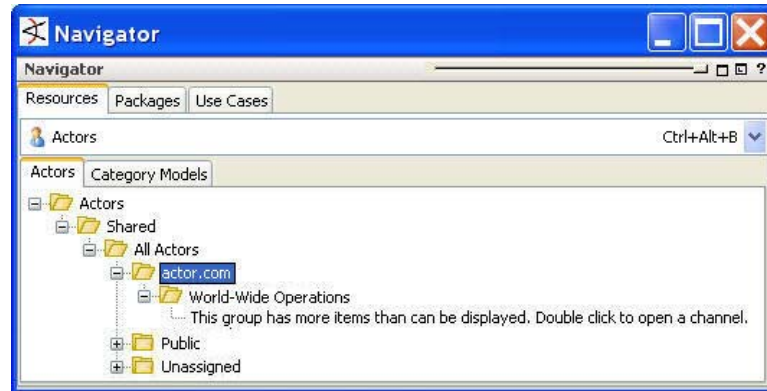 Navigator
Navigator ?
Resources Packages Use Cases
Actors Ctrl+Alt+B
Actors Category Models
Actors
Shared
All Actors
actor.com
World-Wide Operations
This group has more items than can be displayed. Double click to open a channel.
Public
Unassigned